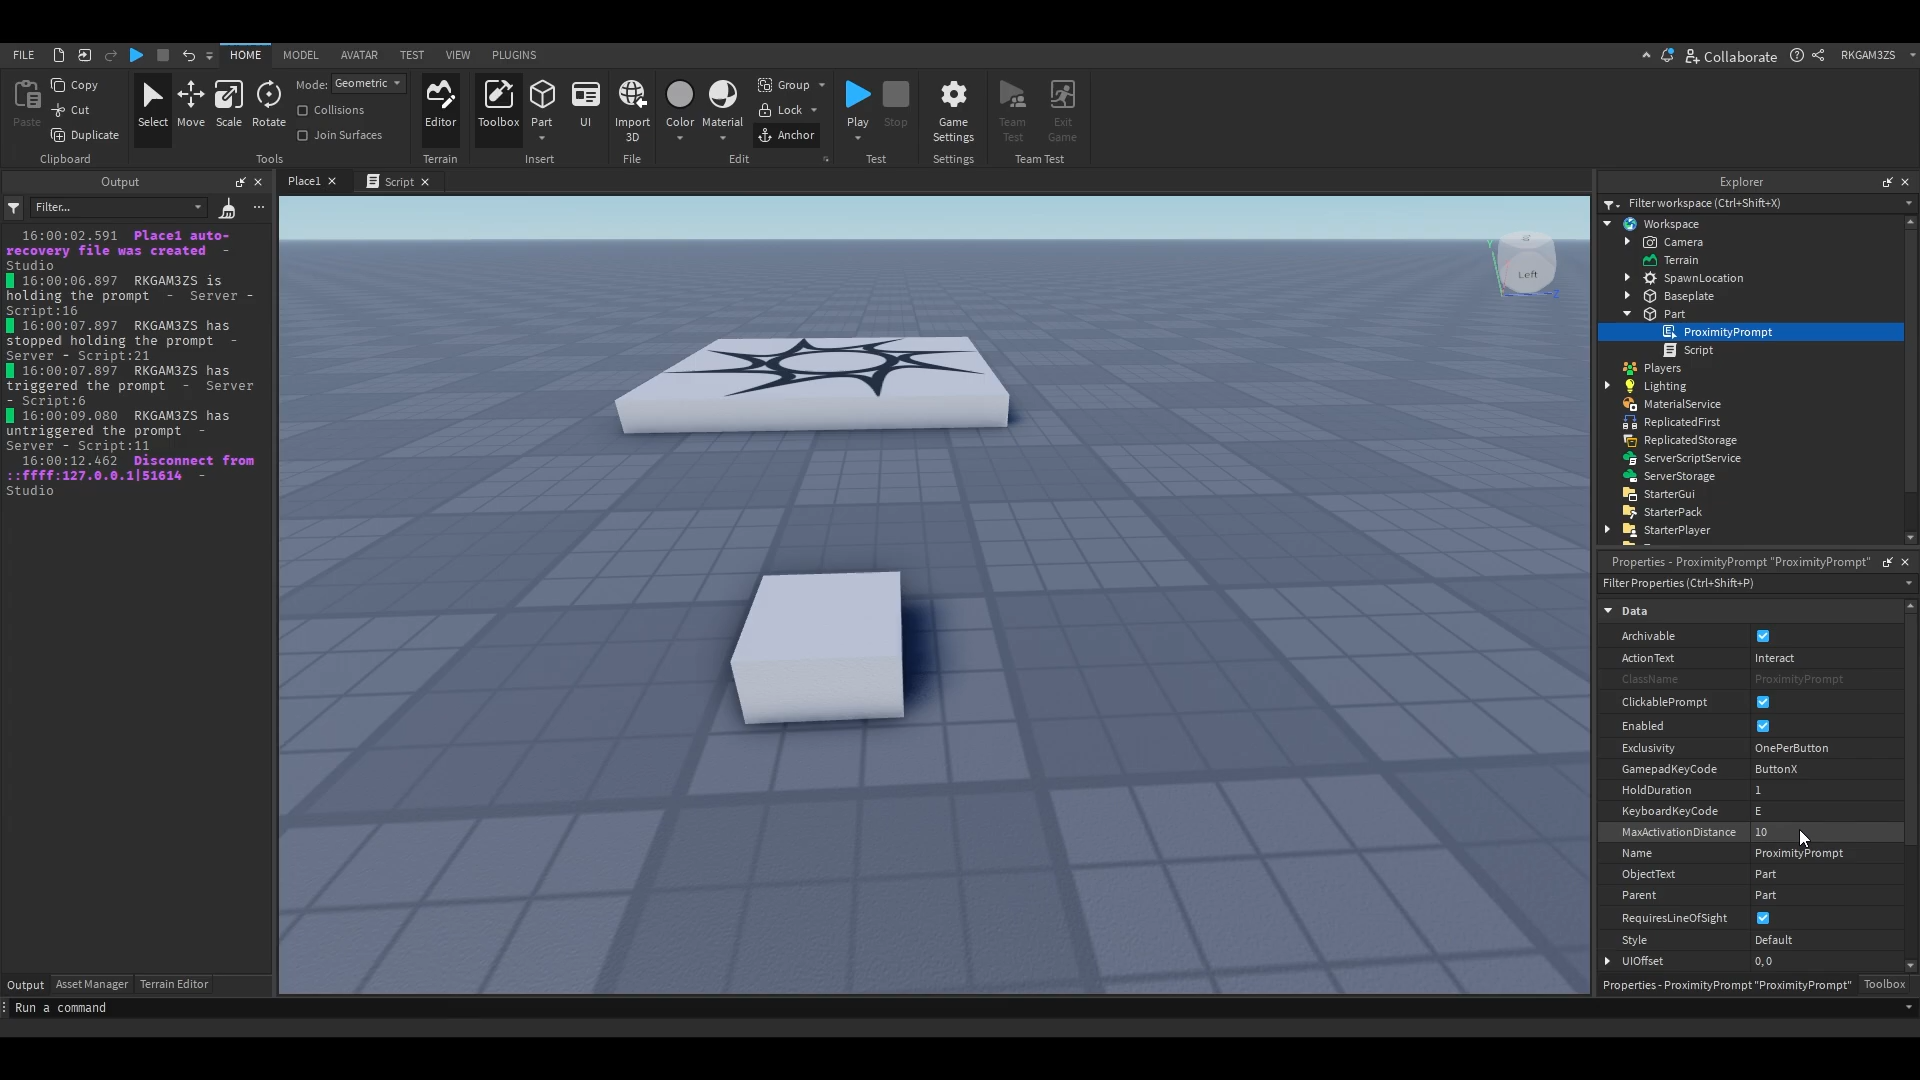 FILE
HOME
MODEL
AVATAR
TEST
VIEW
PLUGINS
Collaborate
RKGAM3ZS
Paste
Copy
Cut
Duplicate
Clipboard
Select
Move
Scale
Rotate
Mode: Geometric
Collisions
Join Surfaces
Tools
Editor
Terrain
Toolbox
Part
UI
Insert
Import
3D
File
Color
Material
Group
Lock
Anchor
Edit
Play
Stop
Test
Game
Settings
Settings
Team
Test
Exit
Game
Team Test
Output
Filter...
16:00:02.591 Place1 auto-
recovery file was created -
Studio
16:00:06.897 RKGAM3ZS is
holding the prompt - Server -
Script:16
16:00:07.897 RKGAM3ZS has
stopped holding the prompt -
Server - Script:21
16:00:07.897 RKGAM3ZS has
triggered the prompt - Server
- Script:6
16:00:09.080 RKGAM3ZS has
untriggered the prompt -
Server - Script:11
16:00:12.462 Disconnect from
::ffff:127.0.0.1|51614 -
Studio
Output
Asset Manager
Terrain Editor
Place1
Script
Y
Left
Z
Explorer
Filter workspace (Ctrl+Shift+X)
Workspace
Camera
Terrain
SpawnLocation
Baseplate
Part
ProximityPrompt
Script
Players
Lighting
MaterialService
ReplicatedFirst
ReplicatedStorage
ServerScriptService
ServerStorage
StarterGui
StarterPack
StarterPlayer
Properties - ProximityPrompt "ProximityPrompt"
Filter Properties (Ctrl+Shift+P)
Data
Archivable
ActionText Interact
ClassName ProximityPrompt
ClickablePrompt
Enabled
Exclusivity OnePerButton
GamepadKeyCode ButtonX
HoldDuration 1
KeyboardKeyCode E
MaxActivationDistance 10
Name ProximityPrompt
ObjectText Part
Parent Part
RequiresLineOfSight
Style Default
UIOffset 0, 0
Properties - ProximityPrompt "ProximityPrompt"
Toolbox
Run a command